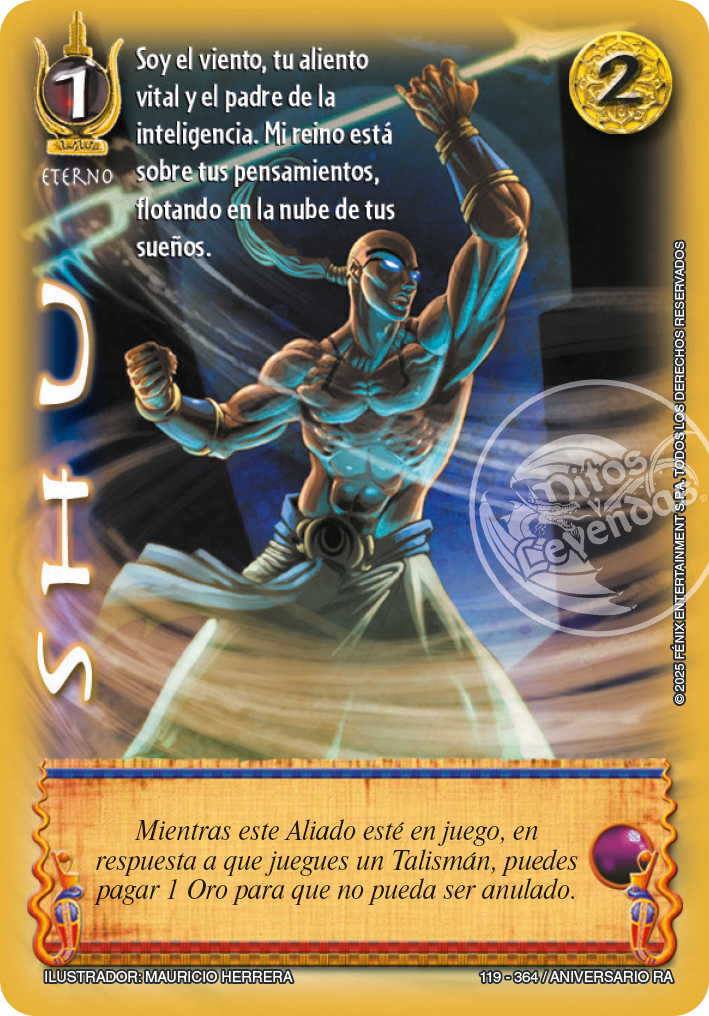 1
Soy el viento, tu aliento
vital y el padre de la
inteligencia. Mi reino está
sobre tus pensamientos,
flotando en la nube de tus
sueños.
2
ETERNO
SHU
© 2025 FÉNIX ENTERTAINMENT S.P.A. TODOS LOS DERECHOS RESERVADOS
Mitos
y
Leyendas
®
Mientras este Aliado esté en juego, en
respuesta a que juegues un Talismán, puedes
pagar 1 Oro para que no pueda ser anulado.
ILUSTRADOR: MAURICIO HERRERA
119 - 364 / ANIVERSARIO RA